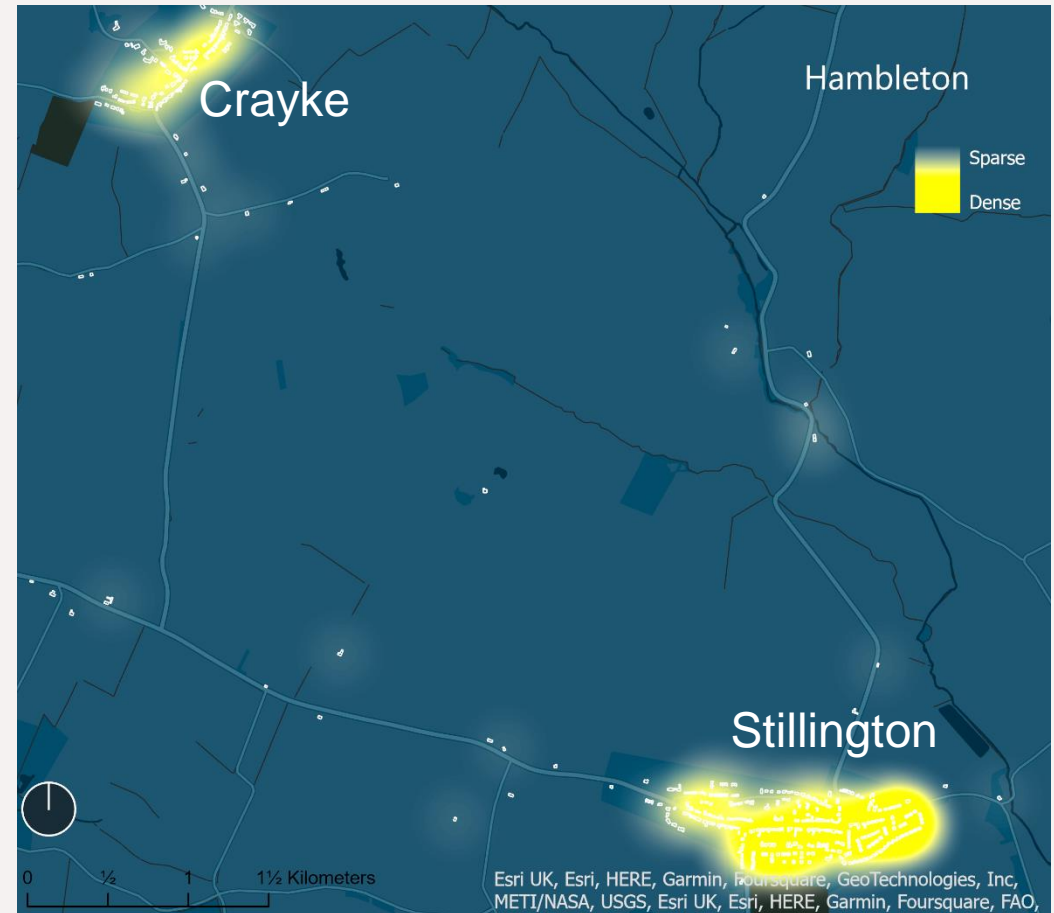 Hambleton
Crayke
Sparse
Dense
Stillington
0 ½ 1 1½ Kilometers
Esri UK, Esri, HERE, Garmin, Foursquare, GeoTechnologies, Inc,
METI/NASA, USGS, Esri UK, Esri, HERE, Garmin, Foursquare, FAO,